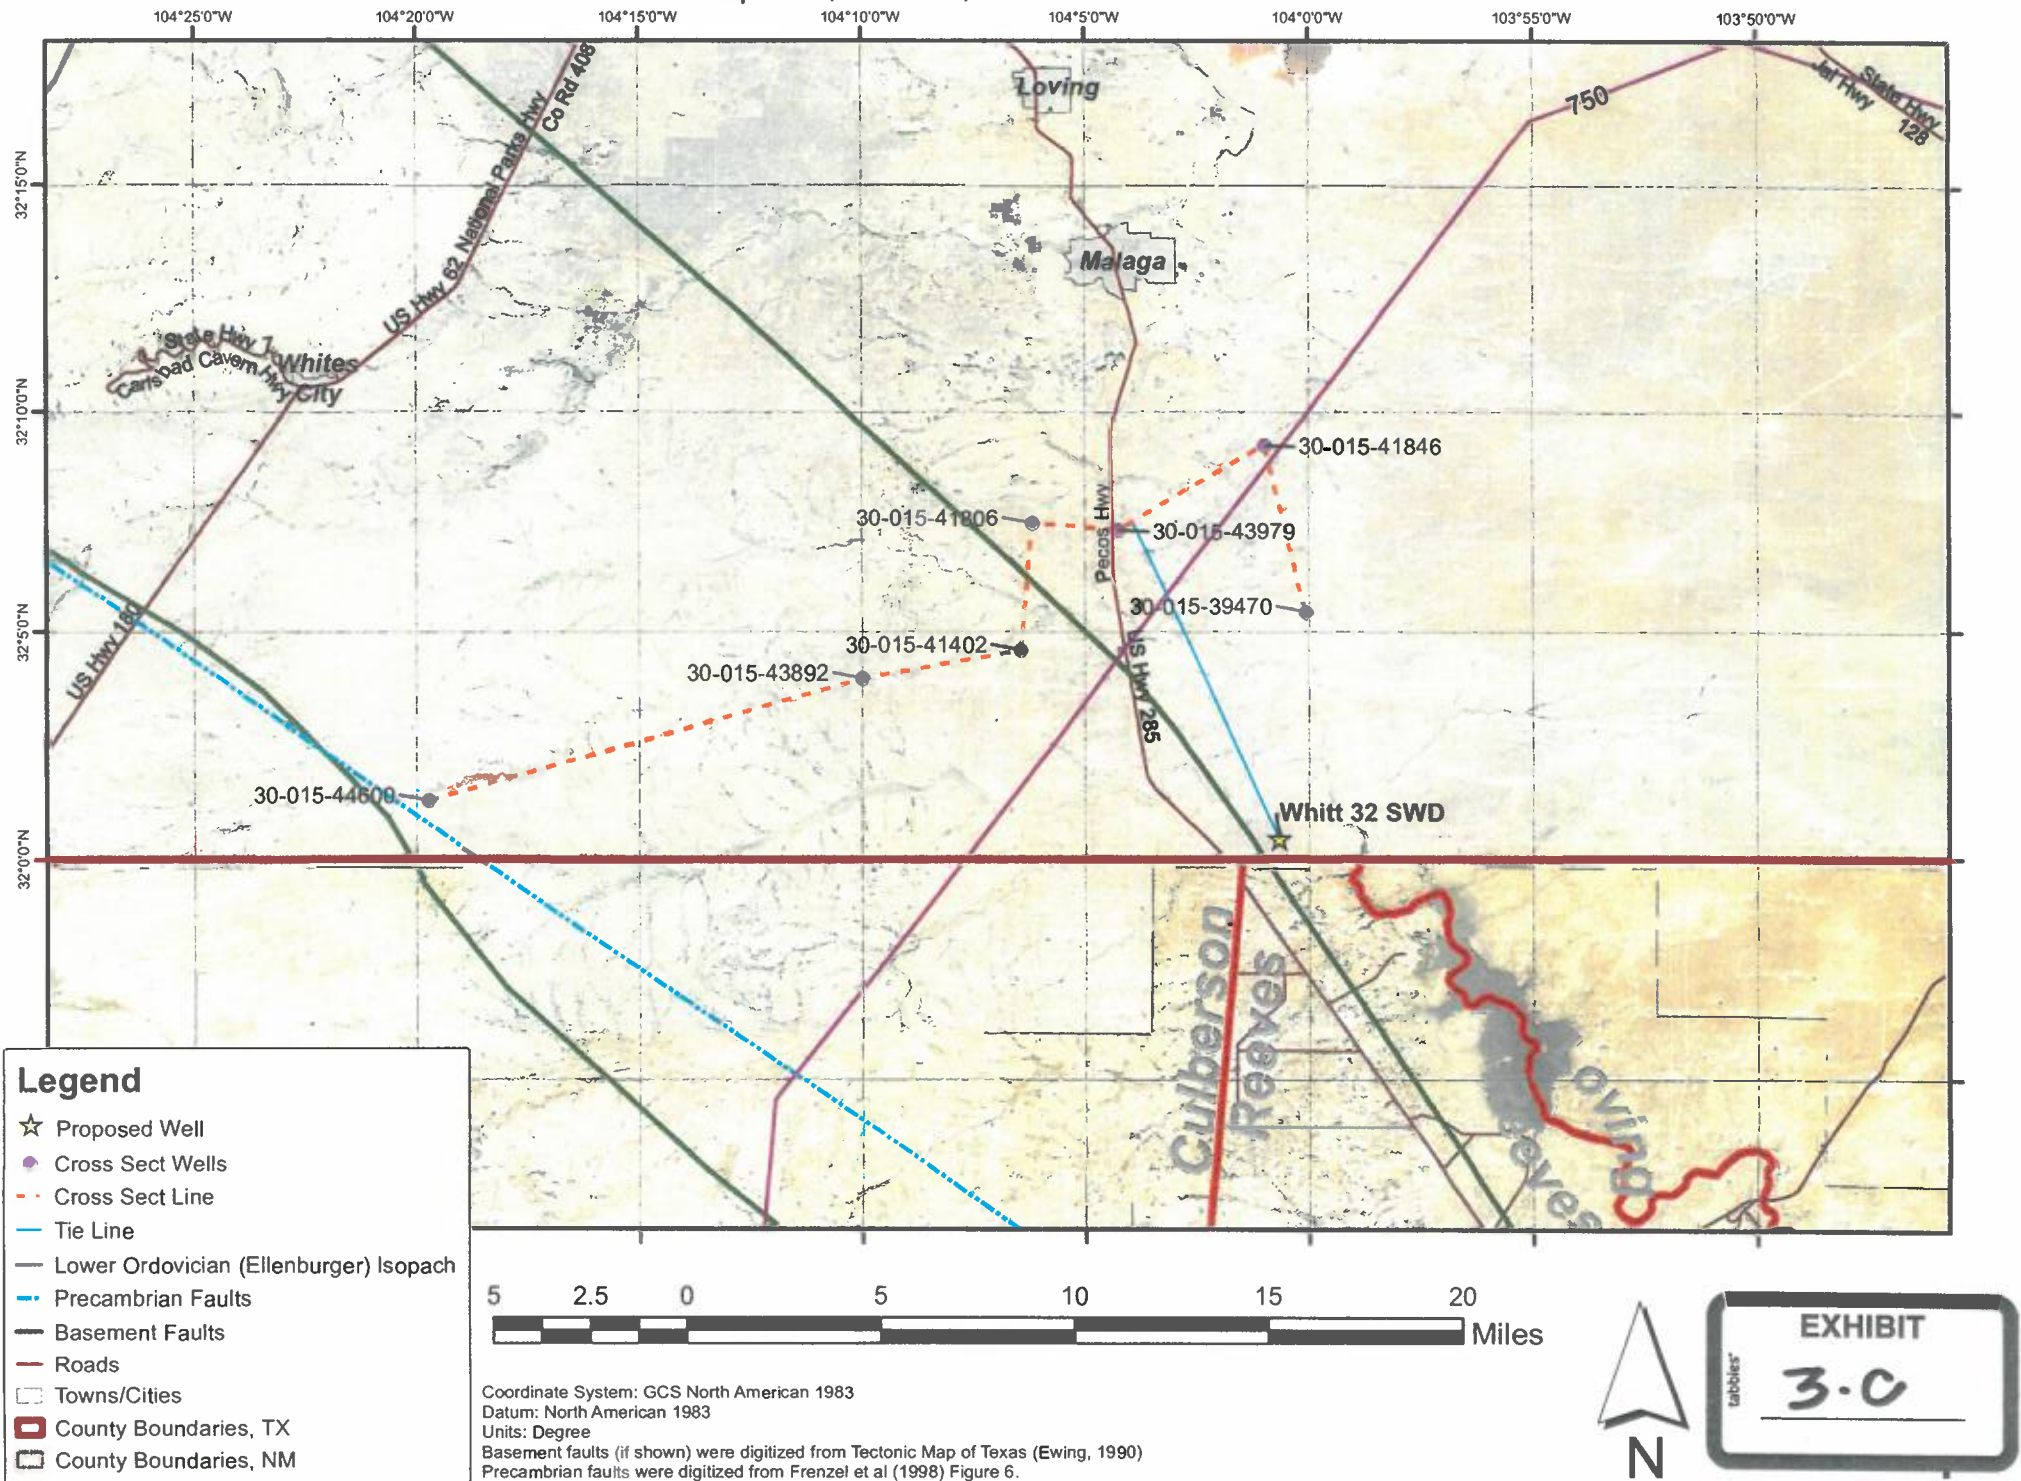 104°25'0"W 104°20'0"W 104°15'0"W 104°10'0"W 104°5'0"W 104°0'0"W 103°55'0"W 103°50'0"W
Co Rd 408
Loving
750
Jal Hwy
State Hwy 128
32°15'0"N
US Hwy 62 National Parks Hwy
Malaga
State Hwy 7
Carlsbad Cavern Hwy
Whites City
32°10'0"N
30-015-41846
30-015-41806
Pecos Hwy
30-015-43979
30-015-39470
32°5'0"N
US Hwy 180
30-015-41402
US Hwy 285
30-015-43892
30-015-44600
Whitt 32 SWD
32°0'0"N
Culberson
Reeves
oving
eeves
Legend
Proposed Well
Cross Sect Wells
Cross Sect Line
Tie Line
Lower Ordovician (Ellenburger) Isopach
Precambrian Faults
Basement Faults
Roads
Towns/Cities
County Boundaries, TX
County Boundaries, NM
5 2.5 0 5 10 15 20
Miles
Coordinate System: GCS North American 1983
Datum: North American 1983
Units: Degree
Basement faults (if shown) were digitized from Tectonic Map of Texas (Ewing, 1990)
Precambrian faults were digitized from Frenzel et al (1998) Figure 6.
N
EXHIBIT
tabbies'
3.C